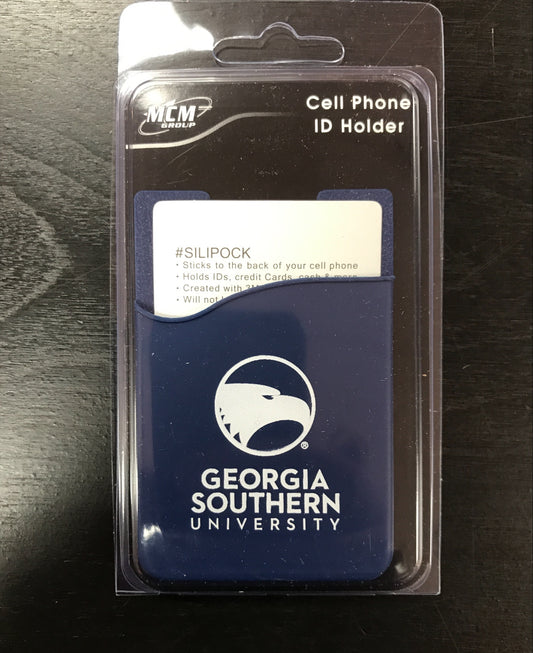 MCM
GROUP
Cell Phone
ID Holder
#SILIPOCK
• Sticks to the back of your cell phone
• Holds IDs, credit Cards, cash & more
• Created with
• Will not
®
GEORGIA
SOUTHERN
UNIVERSITY